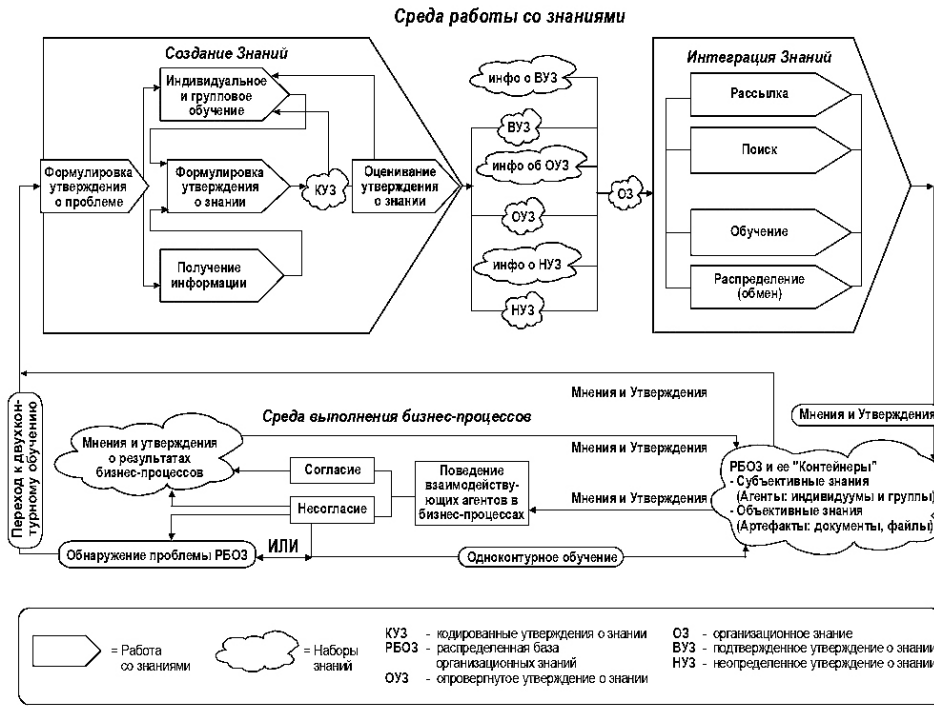 Среда работы со знаниями
Создание Знаний
Индивидуальное
и групповое
обучение
Формулировка
утверждения
о проблеме
Формулировка
утверждения
о знании
КУЗ
Оценивание
утверждения
о знании
Получение
информации
инфо о ВУЗ
ВУЗ
инфо об ОУЗ
ОУЗ
инфо о НУЗ
НУЗ
ОЗ
Интеграция Знаний
Рассылка
Поиск
Обучение
Распределение
(обмен)
Переход к двухкон-
турному обучению
Среда выполнения бизнес-процессов
Мнения и утверждения
о результатах
бизнес-процессов
Согласие
Несогласие
Поведение
взаимодейству-
ющих агентов в
бизнес-процессах
Мнения и Утверждения
Мнения и Утверждения
Мнения и Утверждения
Мнения и Утверждения
РБОЗ и ее "Контейнеры"
- Субъективные знания
(Агенты: индивидуумы и группы)
- Объективные знания
(Артефакты: документы, файлы)
Обнаружение проблемы РБОЗ
ИЛИ
Одноконтурное обучение
= Работа
со знаниями
= Наборы
знаний
КУЗ - кодированные утверждения о знании
РБОЗ - распределенная база
организационных знаний
ОУЗ - опровергнутое утверждение о знании
ОЗ - организационное знание
ВУЗ - подтвержденное утверждение о знании
НУЗ - неопределенное утверждение о знании